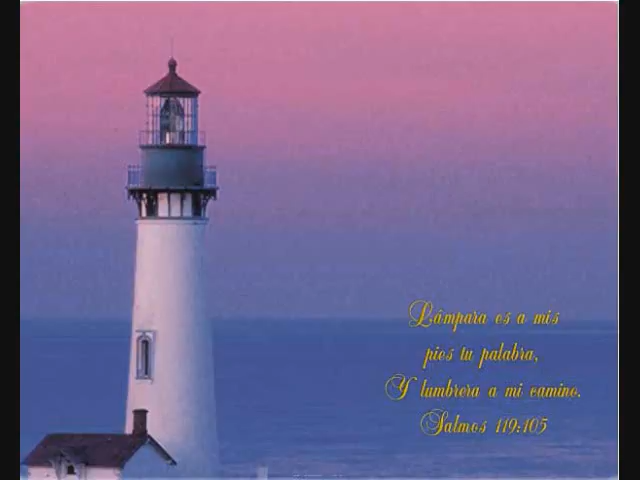 Lámpara es a mis
pies tu palabra,
Y lumbrera a mi camino.
Salmos 119:105